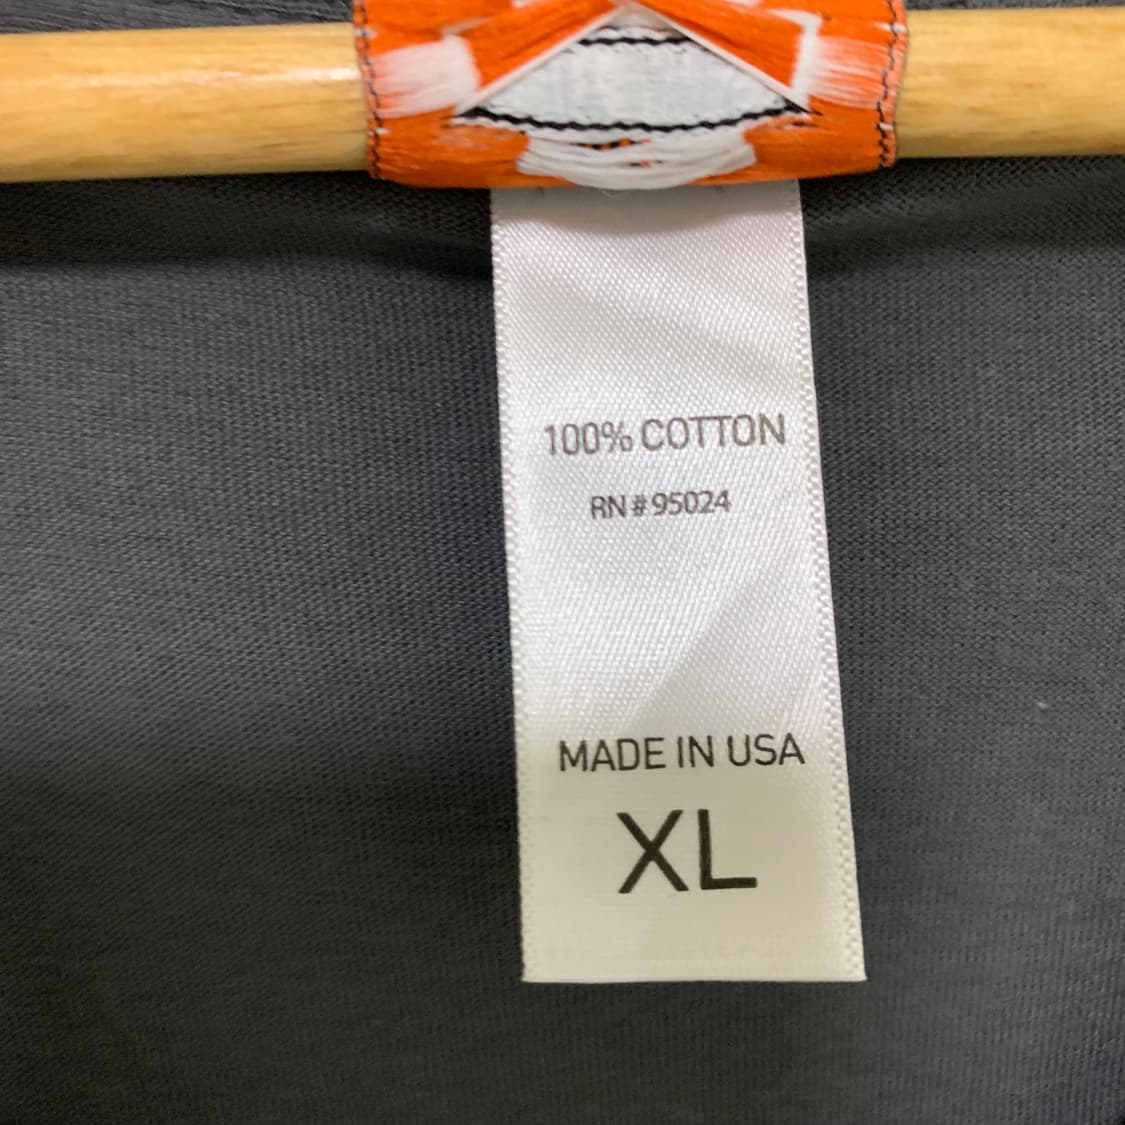 100% COTTON
RN # 95024
MADE IN USA
XL